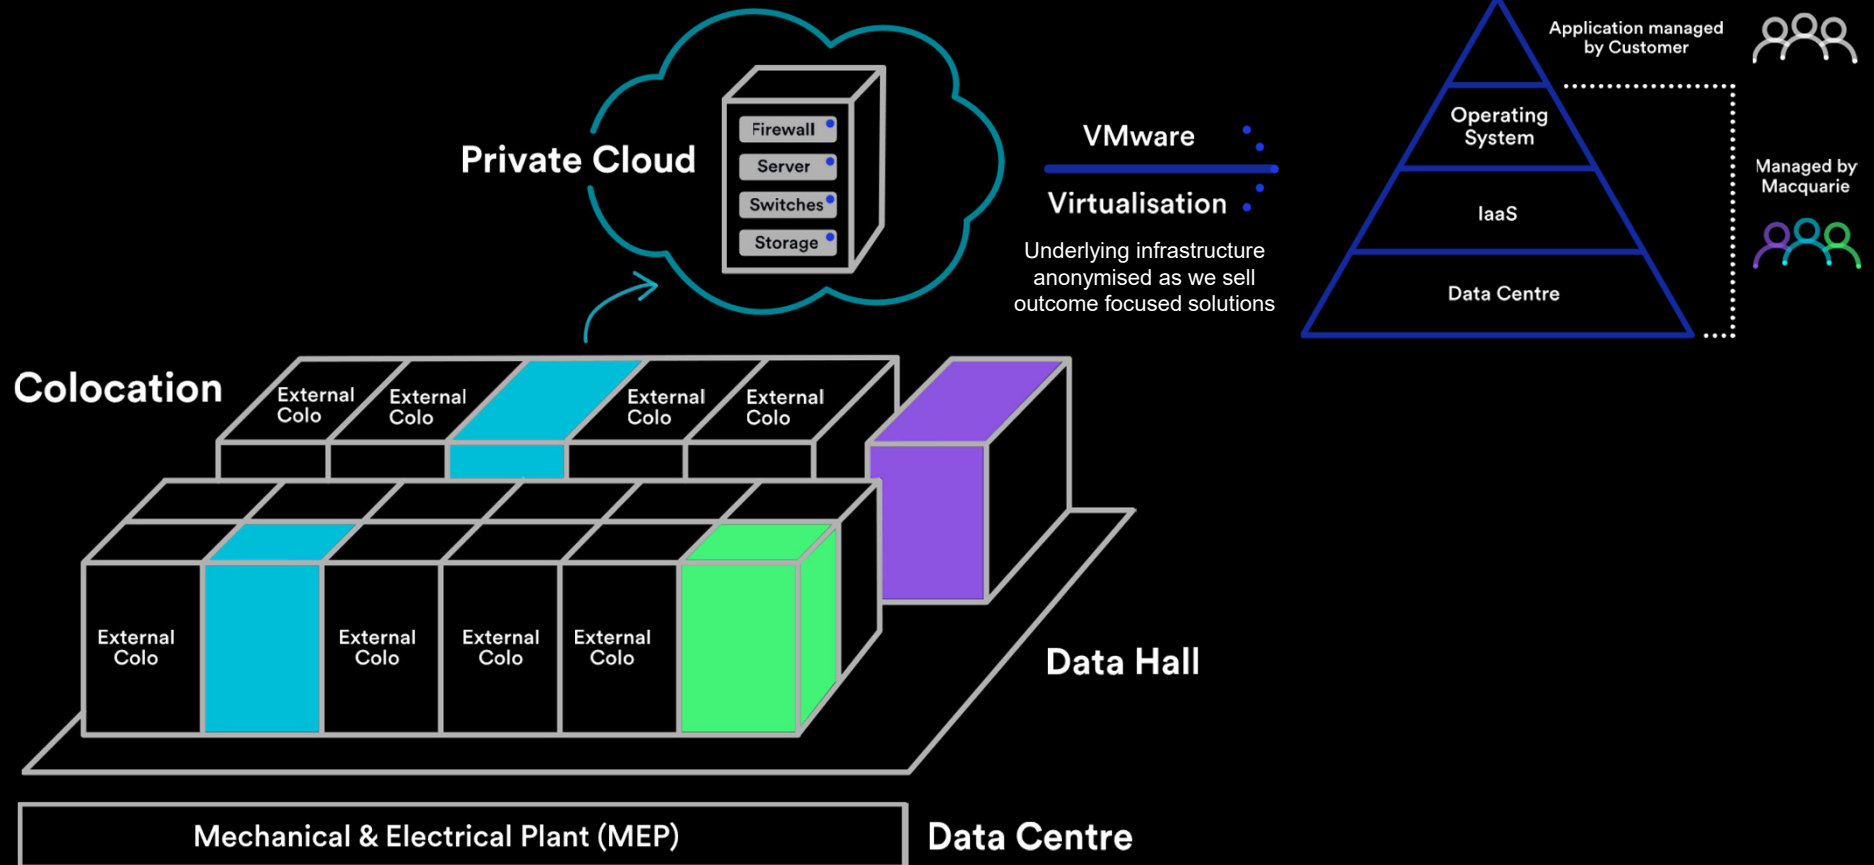 Private Cloud
Firewall
Server
Switches
Storage
VMware
Virtualisation
Underlying infrastructure
anonymised as we sell
outcome focused solutions
Application managed
by Customer
Operating
System
IaaS
Data Centre
Managed by
Macquarie
Colocation
External
Colo
External
Colo
External
Colo
External
Colo
External
Colo
External
Colo
External
Colo
External
Colo
Data Hall
Mechanical & Electrical Plant (MEP)
Data Centre